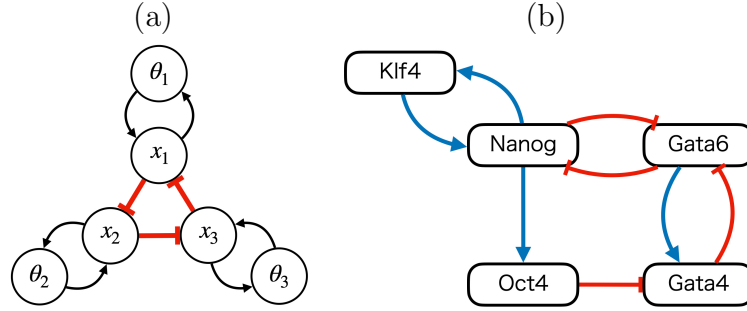 (a)
θ₁
x₁
x₂
x₃
θ₂
θ₃
(b)
Klf4
Nanog
Gata6
Oct4
Gata4